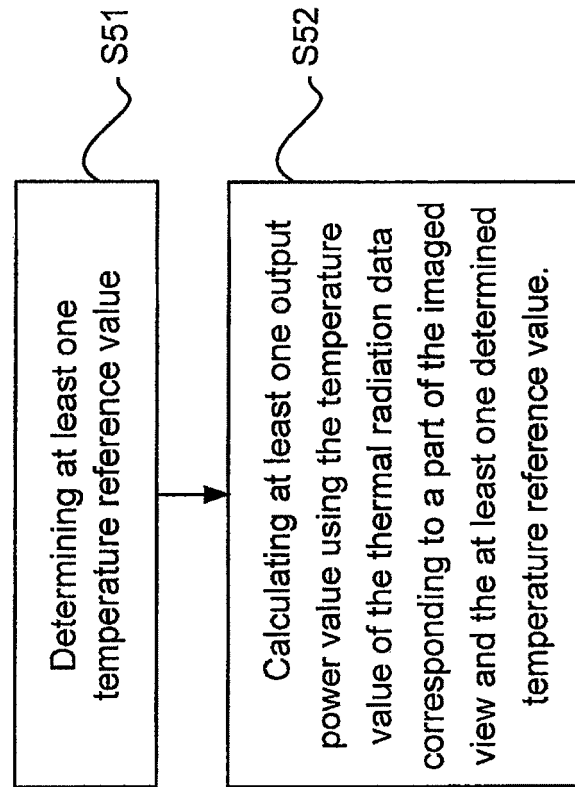 Determining at least one
temperature reference value
S51
Calculating at least one output
power value using the temperature
value of the thermal radiation data
corresponding to a part of the imaged
view and the at least one determined
temperature reference value.
S52